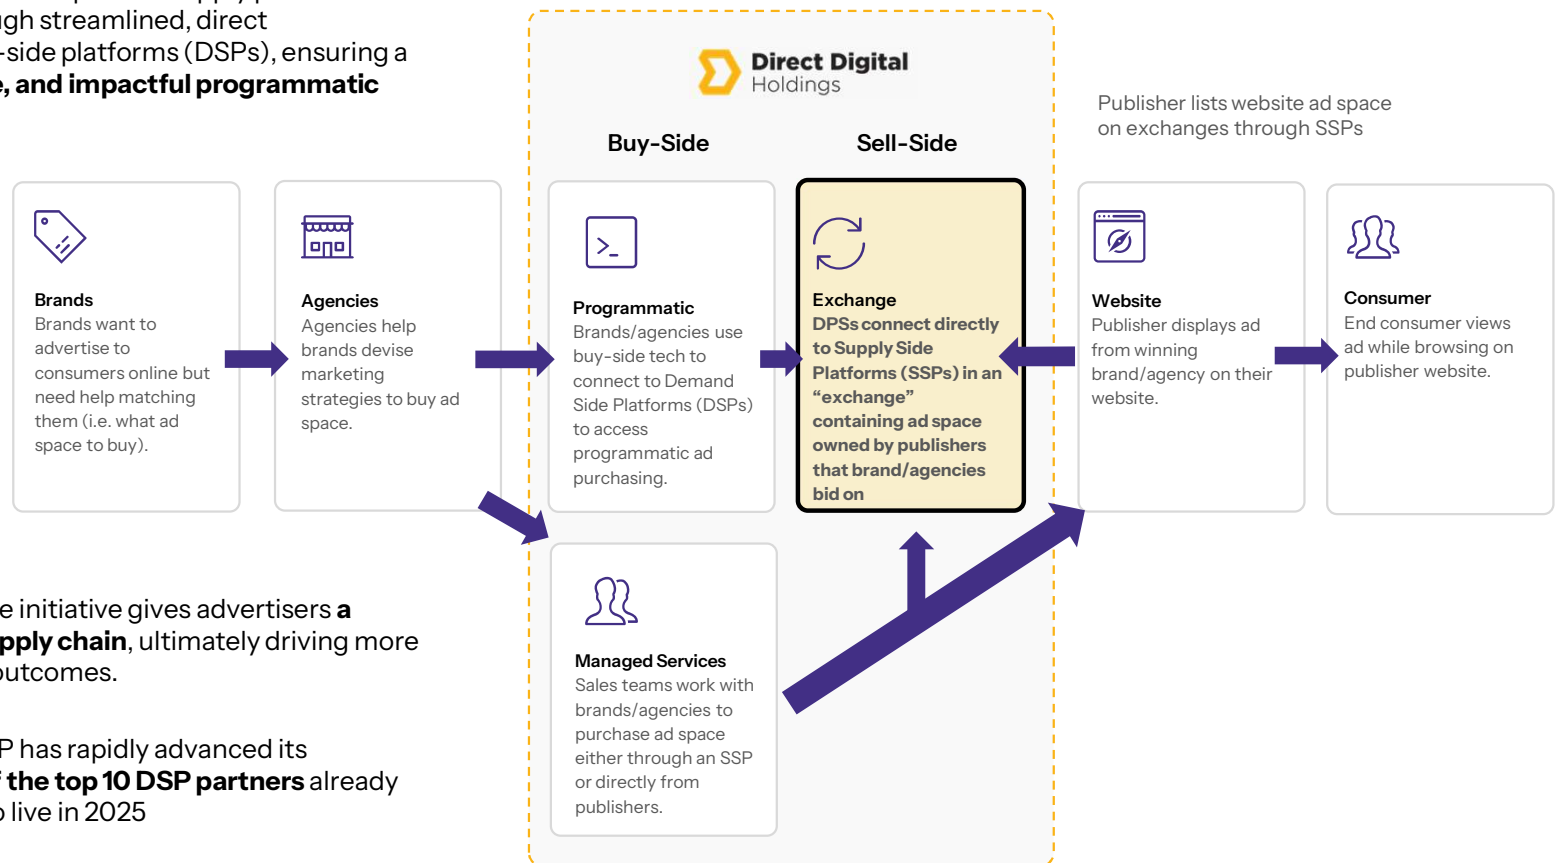 -side platforms (DSPs), ensuring a
streamlined, direct
, and impactful programmatic
Direct Digital
Holdings
Buy-Side
Sell-Side
Publisher lists website ad space
on exchanges through SSPs
Brands
Brands want to
advertise to
consumers online but
need help matching
them (i.e. what ad
space to buy).
Agencies
Agencies help
brands devise
marketing
strategies to buy ad
space.
Programmatic
Brands/agencies use
buy-side tech to
connect to Demand
Side Platforms (DSPs)
to access
programmatic ad
purchasing.
Exchange
DPSs connect directly
to Supply Side
Platforms (SSPs) in an
“exchange”
containing ad space
owned by publishers
that brand/agencies
bid on
Website
Publisher displays ad
from winning
brand/agency on their
website.
Consumer
End consumer views
ad while browsing on
publisher website.
initiative gives advertisers a
supply chain, ultimately driving more
outcomes.
Managed Services
Sales teams work with
brands/agencies to
purchase ad space
either through an SSP
or directly from
publishers.
P has rapidly advanced its
the top 10 DSP partners already
live in 2025